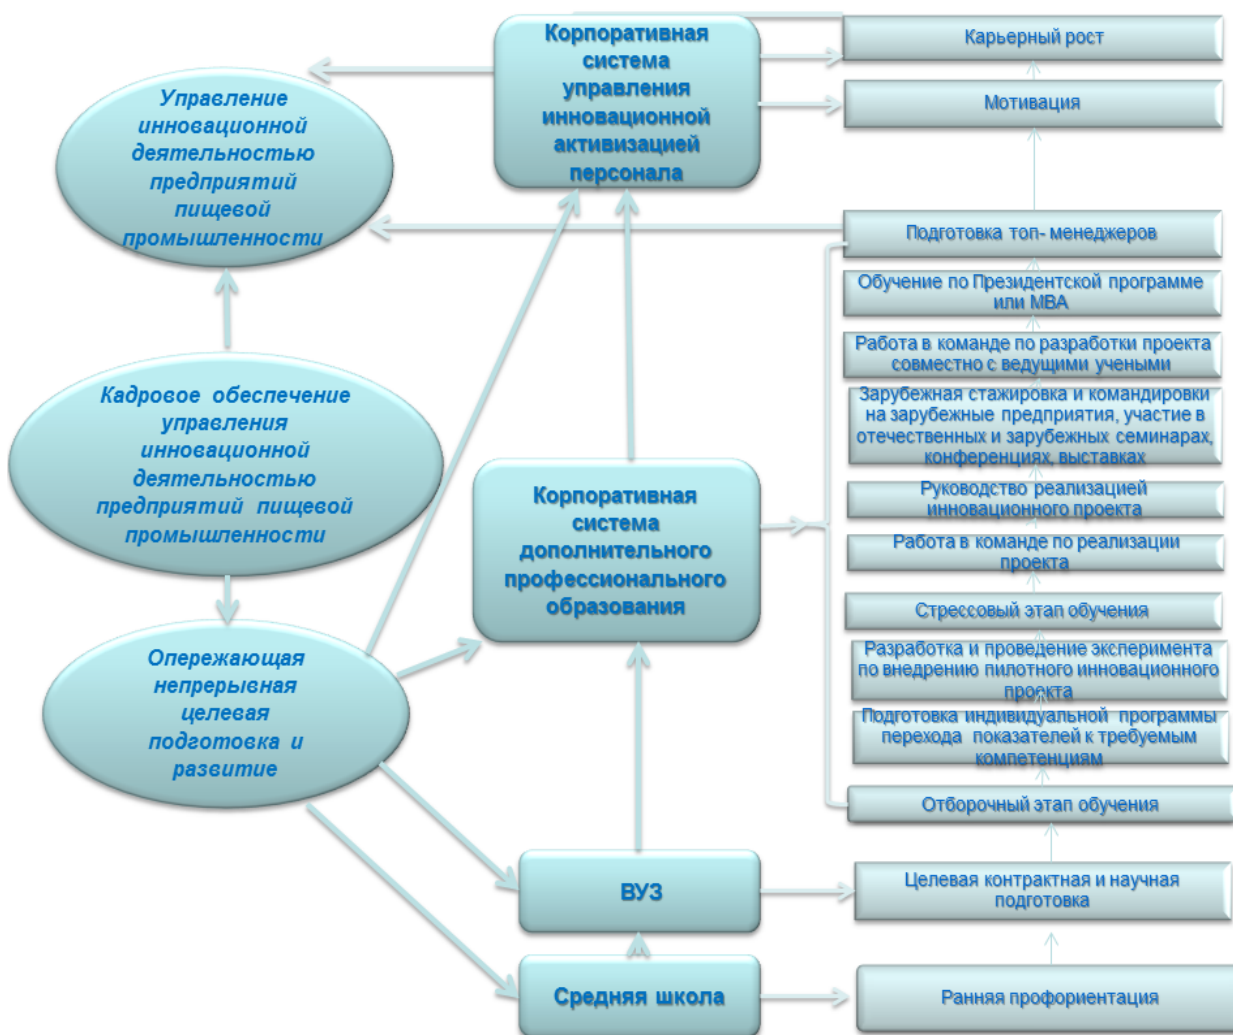 Управление
инновационной
деятельностью
предприятий
пищевой
промышленности
Кадровое обеспечение
управления
инновационной
деятельностью
предприятий пищевой
промышленности
Опережающая
непрерывная
целевая
подготовка и
развитие
Корпоративная
система
управления
инновационной
активизацией
персонала
Корпоративная
система
дополнительного
профессионального
образования
ВУЗ
Средняя школа
Карьерный рост
Мотивация
Подготовка топ- менеджеров
Обучение по Президентской программе
или МВА
Работа в команде по разработки проекта
совместно с ведущими учеными
Зарубежная стажировка и командировки
на зарубежные предприятия, участие в
отечественных и зарубежных семинарах,
конференциях, выставках
Руководство реализацией
инновационного проекта
Работа в команде по реализации
проекта
Стрессовый этап обучения
Разработка и проведение эксперимента
по внедрению пилотного инновационного
проекта
Подготовка индивидуальной программы
перехода показателей к требуемым
компетенциям
Отборочный этап обучения
Целевая контрактная и научная
подготовка
Ранняя профориентация